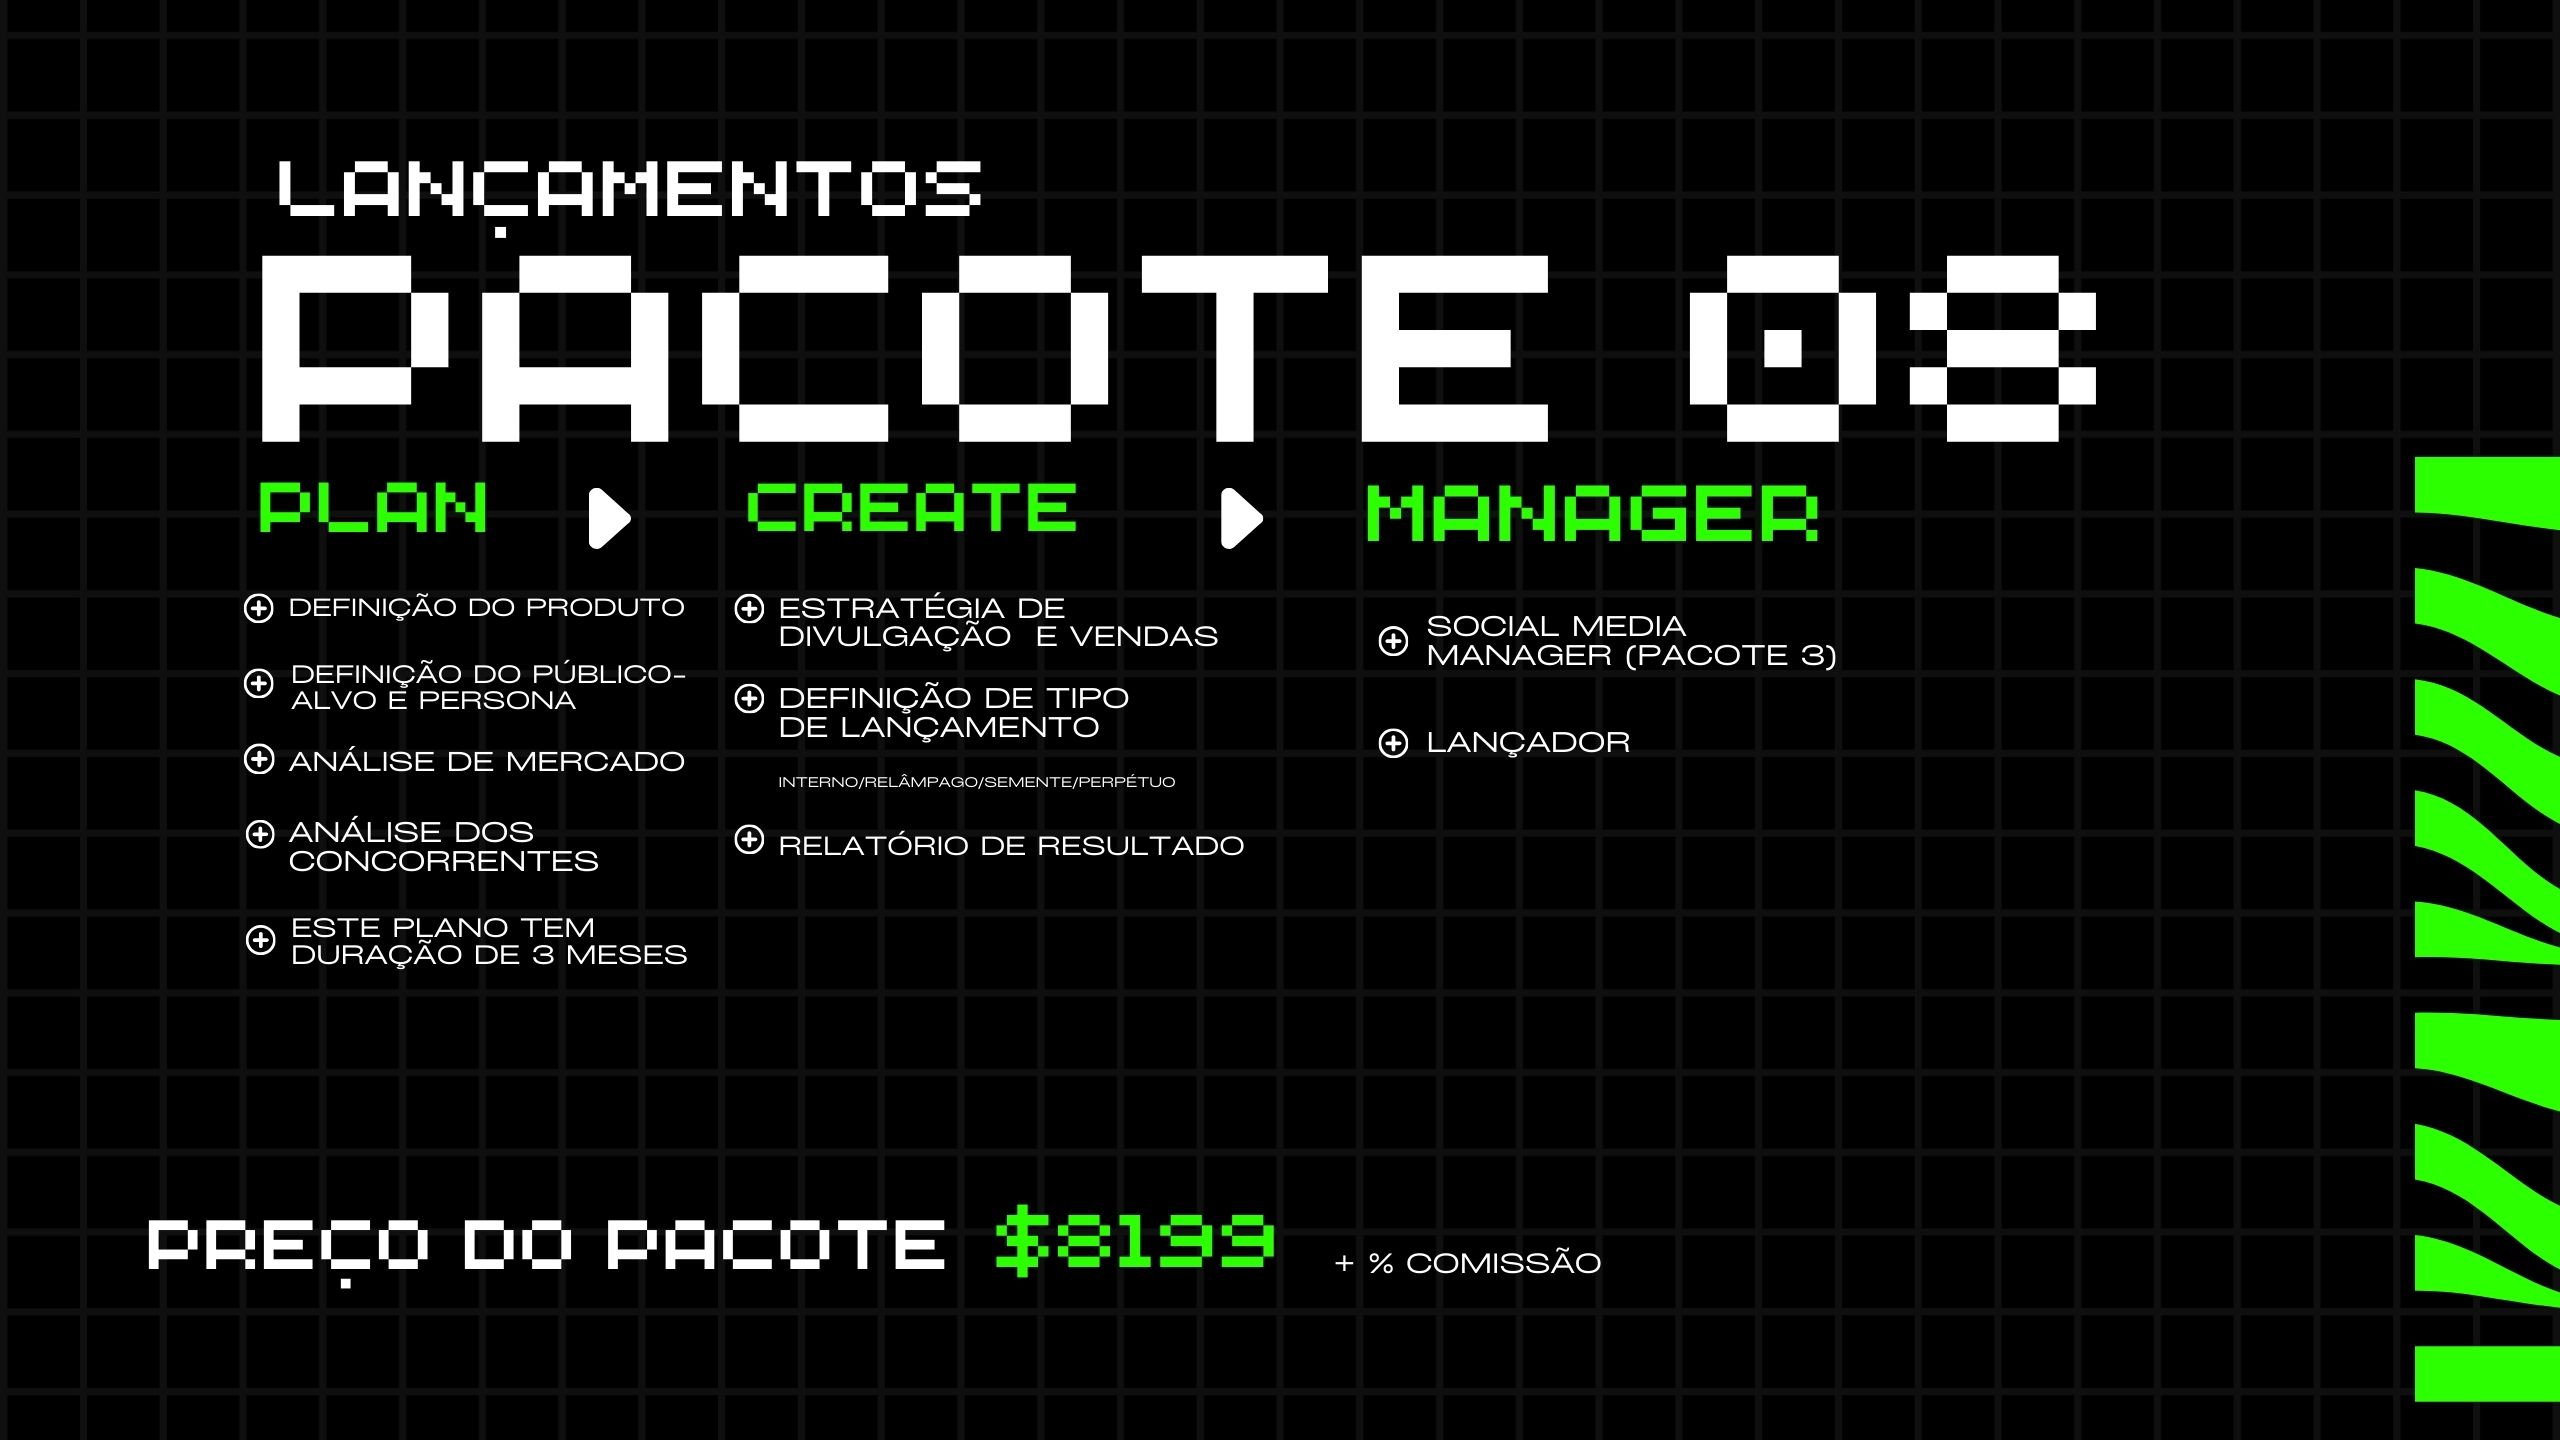 LANÇAMENTOS
PACOTE 08
PLAN
DEFINIÇÃO DO PRODUTO
DEFINIÇÃO DO PÚBLICO-
ALVO E PERSONA
ANÁLISE DE MERCADO
ANÁLISE DOS
CONCORRENTES
ESTE PLANO TEM
DURAÇÃO DE 3 MESES
CREATE
ESTRATÉGIA DE
DIVULGAÇÃO E VENDAS
DEFINIÇÃO DE TIPO
DE LANÇAMENTO
INTERNO/RELÂMPAGO/SEMENTE/PERPÉTUO
RELATÓRIO DE RESULTADO
MANAGER
SOCIAL MEDIA
MANAGER (PACOTE 3)
LANÇADOR
PREÇO DO PACOTE $8199 + % COMISSÃO